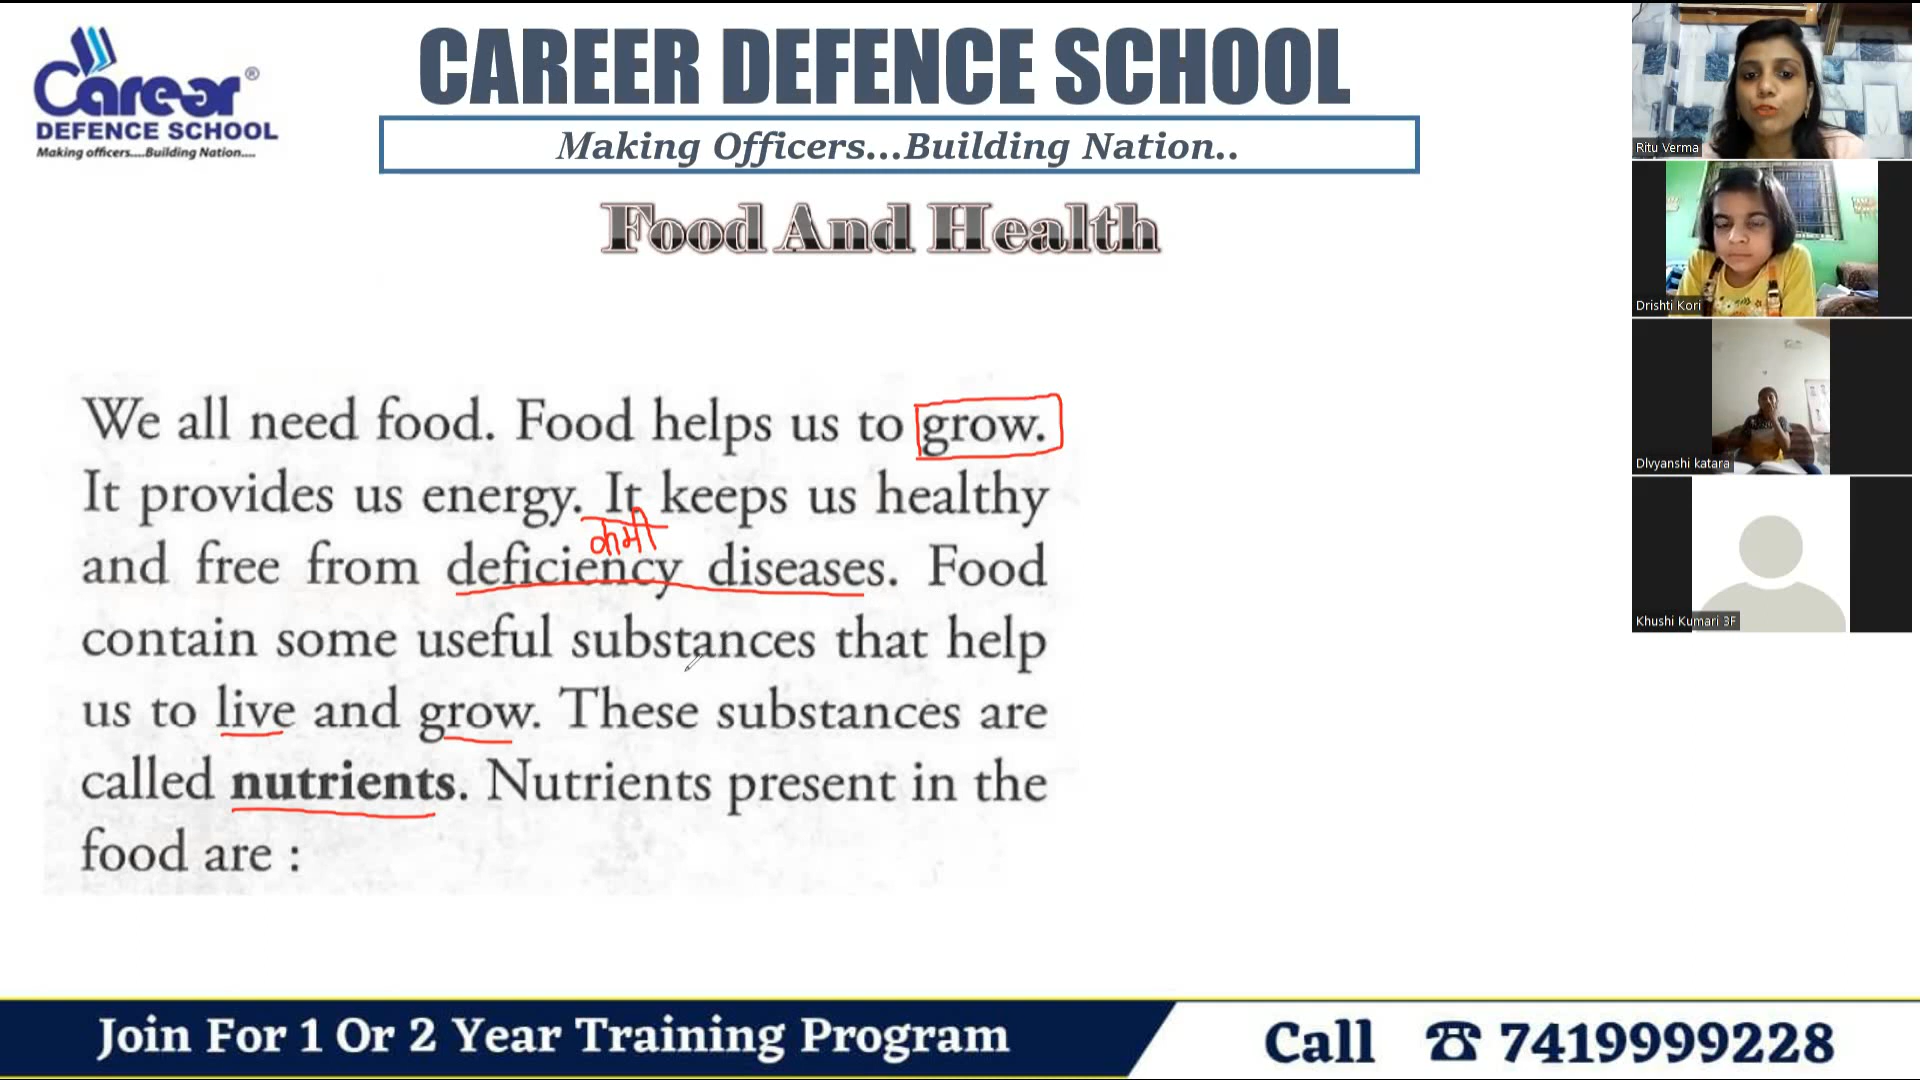 Career®
DEFENCE SCHOOL
Making officers....Building Nation....
CAREER DEFENCE SCHOOL
Making Officers...Building Nation..
Food And Health
We all need food. Food helps us to grow.
It provides us energy. It keeps us healthy
कमी
and free from deficiency diseases. Food
contain some useful substances that help
us to live and grow. These substances are
called nutrients. Nutrients present in the
food are :
Ritu Verma
Drishti Kori
DIvyanshi katara
Khushi Kumari 3F
Join For 1 Or 2 Year Training Program
Call ☎ 7419999228